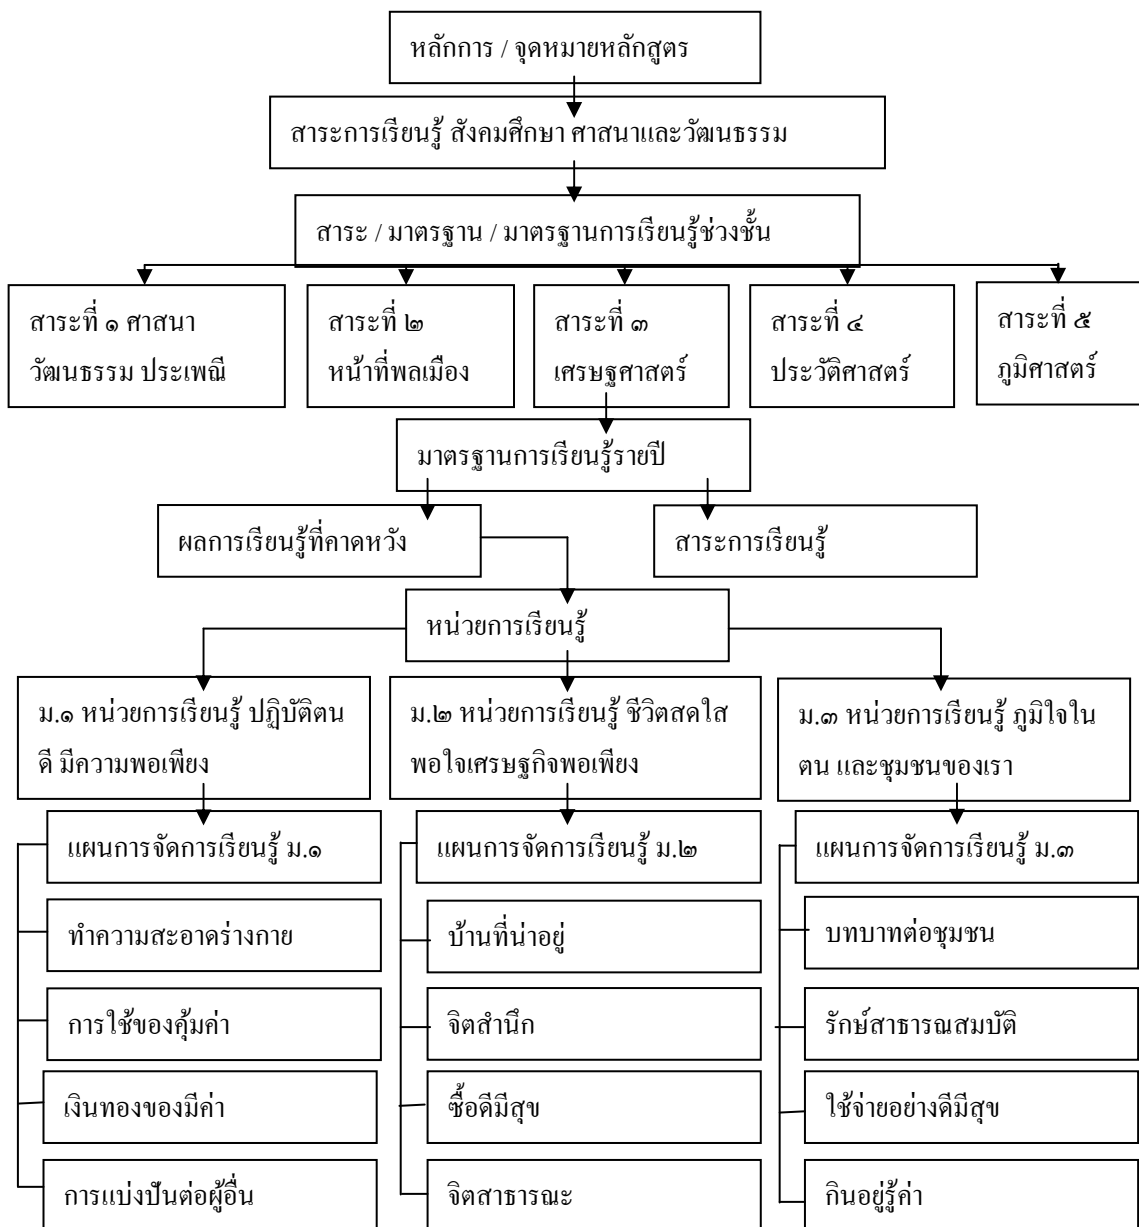 หลักการ / จุดหมายหลักสูตร
สาระการเรียนรู้ สังคมศึกษา ศาสนาและวัฒนธรรม
สาระ / มาตรฐาน / มาตรฐานการเรียนรู้ช่วงชั้น
สาระที่ ๑ ศาสนา
วัฒนธรรม ประเพณี
สาระที่ ๒
หน้าที่พลเมือง
สาระที่ ๓
เศรษฐศาสตร์
สาระที่ ๔
ประวัติศาสตร์
สาระที่ ๕
ภูมิศาสตร์
มาตรฐานการเรียนรู้รายปี
ผลการเรียนรู้ที่คาดหวัง
สาระการเรียนรู้
หน่วยการเรียนรู้
ม.๑ หน่วยการเรียนรู้ ปฏิบัติตน
ดี มีความพอเพียง
ม.๒ หน่วยการเรียนรู้ ชีวิตสดใส
พอใจเศรษฐกิจพอเพียง
ม.๓ หน่วยการเรียนรู้ ภูมิใจใน
ตน และชุมชนของเรา
แผนการจัดการเรียนรู้ ม.๑
ทำความสะอาดร่างกาย
การใช้ของคุ้มค่า
เงินทองของมีค่า
การแบ่งปันต่อผู้อื่น
แผนการจัดการเรียนรู้ ม.๒
บ้านที่น่าอยู่
จิตสำนึก
ซื้อดีมีสุข
จิตสาธารณะ
แผนการจัดการเรียนรู้ ม.๓
บทบาทต่อชุมชน
รักษ์สาธารณสมบัติ
ใช้จ่ายอย่างดีมีสุข
กินอยู่รู้ค่า